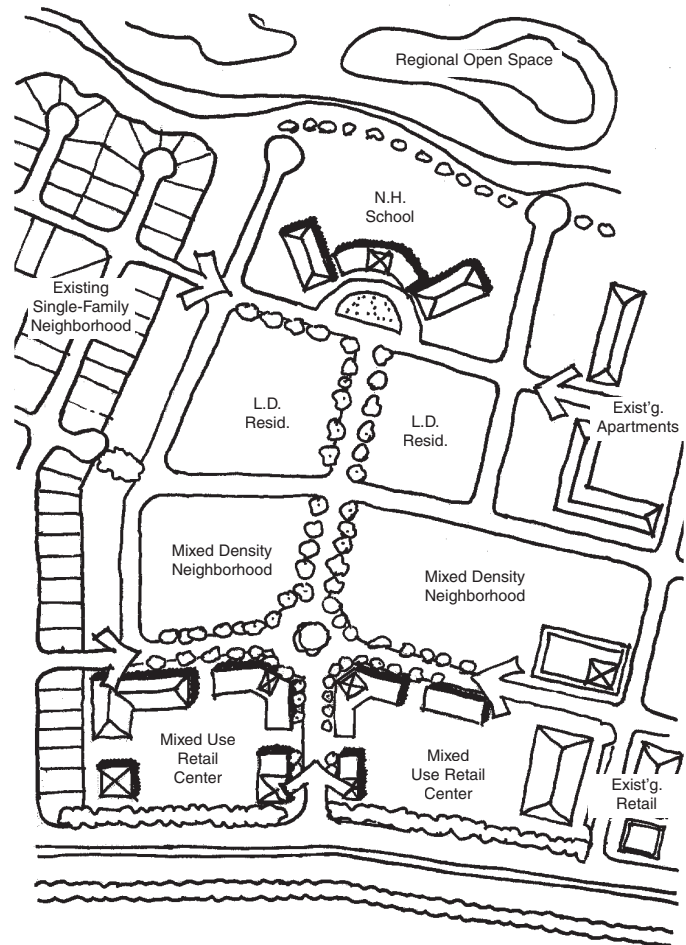 Regional Open Space
N.H.
School
Existing
Single-Family
Neighborhood
L.D.
Resid.
L.D.
Resid.
Exist'g.
Apartments
Mixed Density
Neighborhood
Mixed Density
Neighborhood
Mixed Use
Retail
Center
Mixed
Use Retail
Center
Exist'g.
Retail